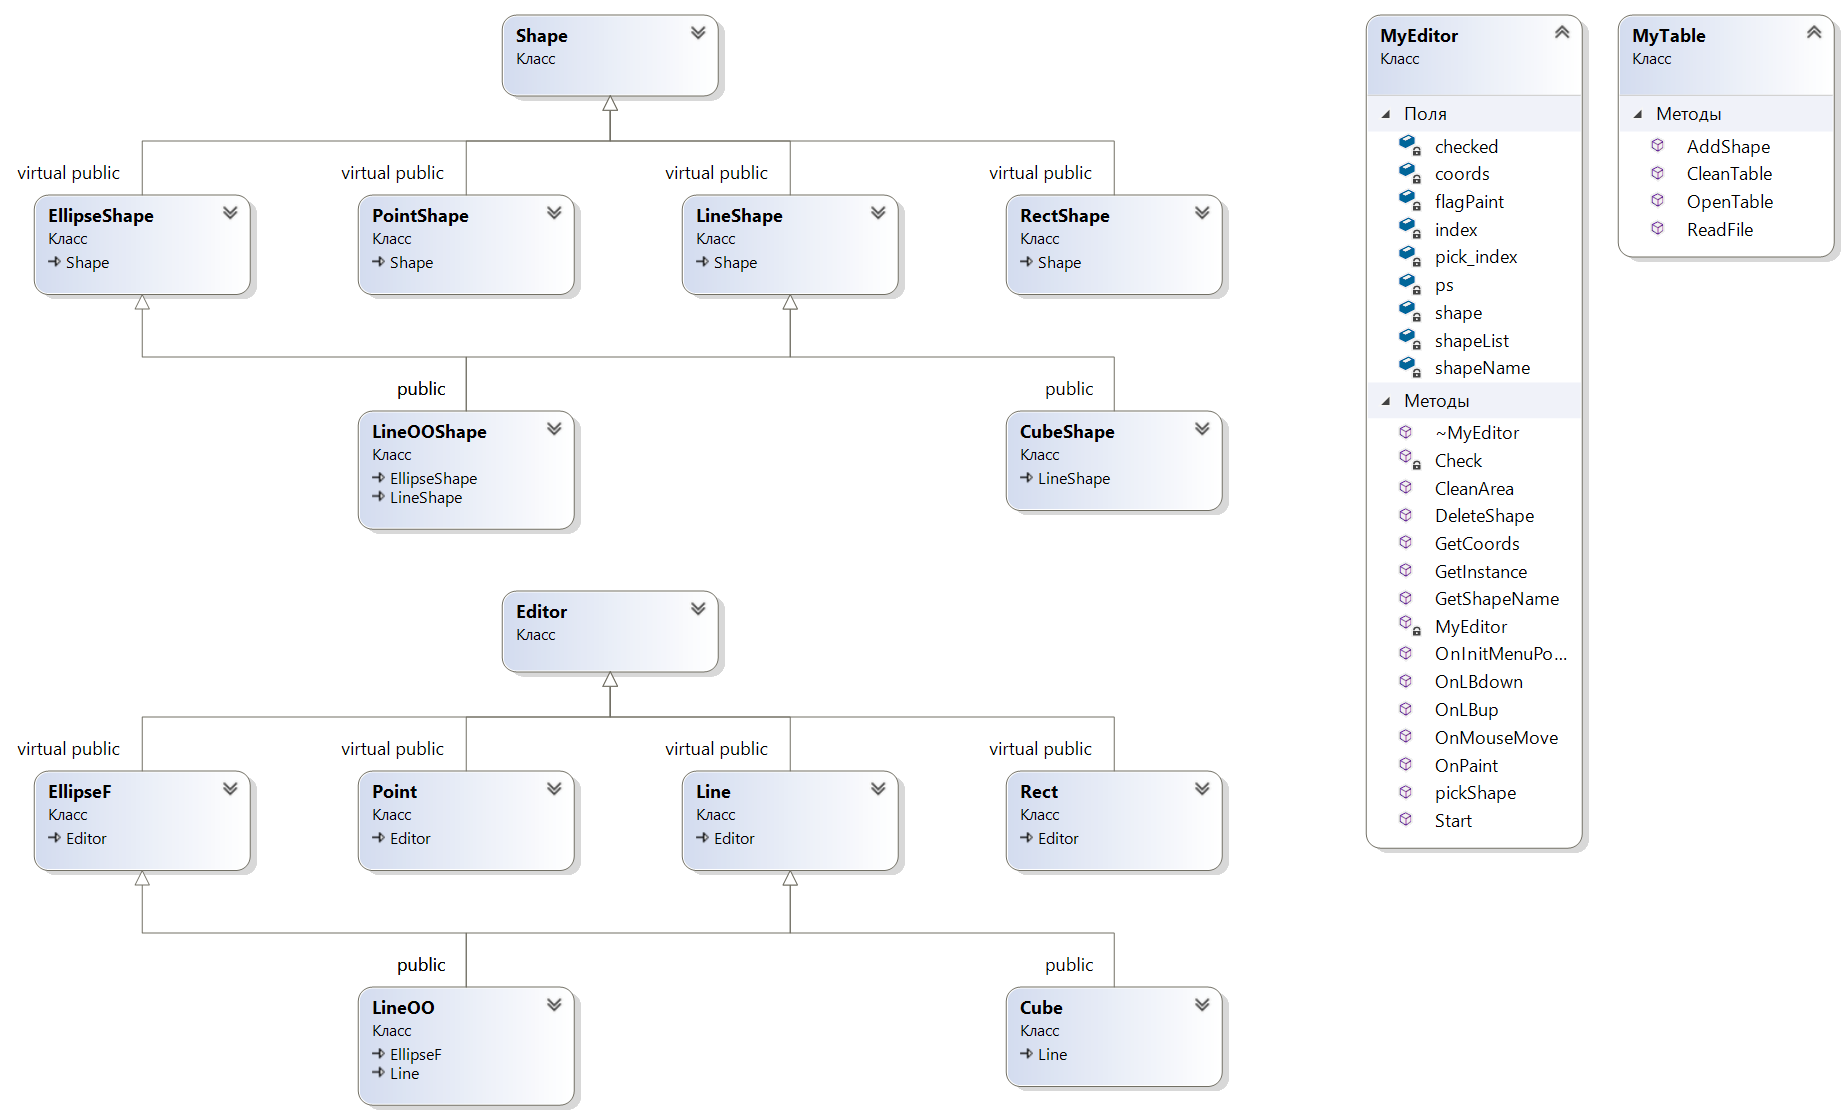 Shape
Класс
virtual public
virtual public
virtual public
virtual public
EllipseShape
Класс
Shape
PointShape
Класс
Shape
LineShape
Класс
Shape
RectShape
Класс
Shape
public
public
LineOOShape
Класс
EllipseShape
LineShape
CubeShape
Класс
LineShape
Editor
Класс
virtual public
virtual public
virtual public
virtual public
EllipseF
Класс
Editor
Point
Класс
Editor
Line
Класс
Editor
Rect
Класс
Editor
public
public
LineOO
Класс
EllipseF
Line
Cube
Класс
Line
MyEditor
Класс
Поля
checked
coords
flagPaint
index
pick_index
ps
shape
shapeList
shapeName
Методы
~MyEditor
Check
CleanArea
DeleteShape
GetCoords
GetInstance
GetShapeName
MyEditor
OnInitMenuPo...
OnLBdown
OnLBup
OnMouseMove
OnPaint
pickShape
Start
MyTable
Класс
Методы
AddShape
CleanTable
OpenTable
ReadFile